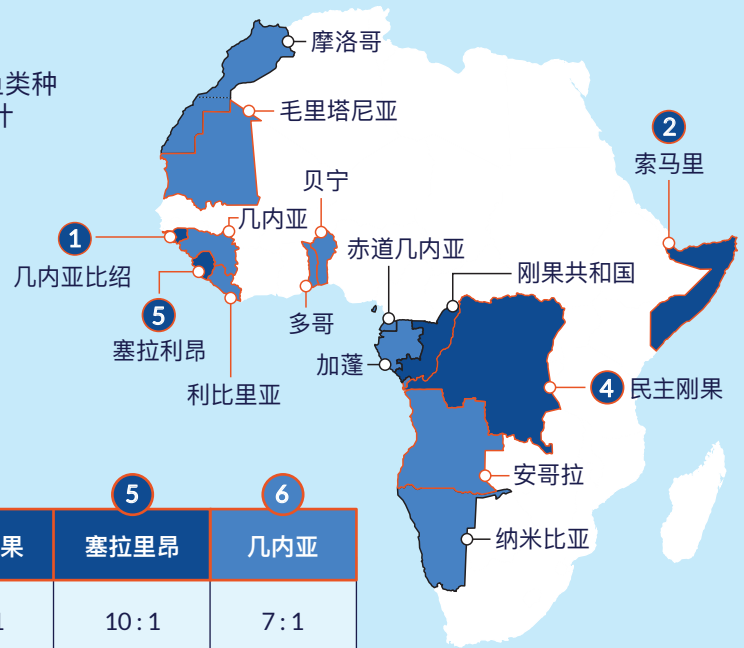 摩洛哥
类种
毛里塔尼亚
2
索马里
贝宁
几内亚
1
赤道几内亚
刚果共和国
几内亚比绍
5
多哥
塞拉利昂
加蓬
利比里亚
4 民主刚果
安哥拉
5
6
纳米比亚
果
塞拉里昂
几内亚
10 : 1
7 : 1